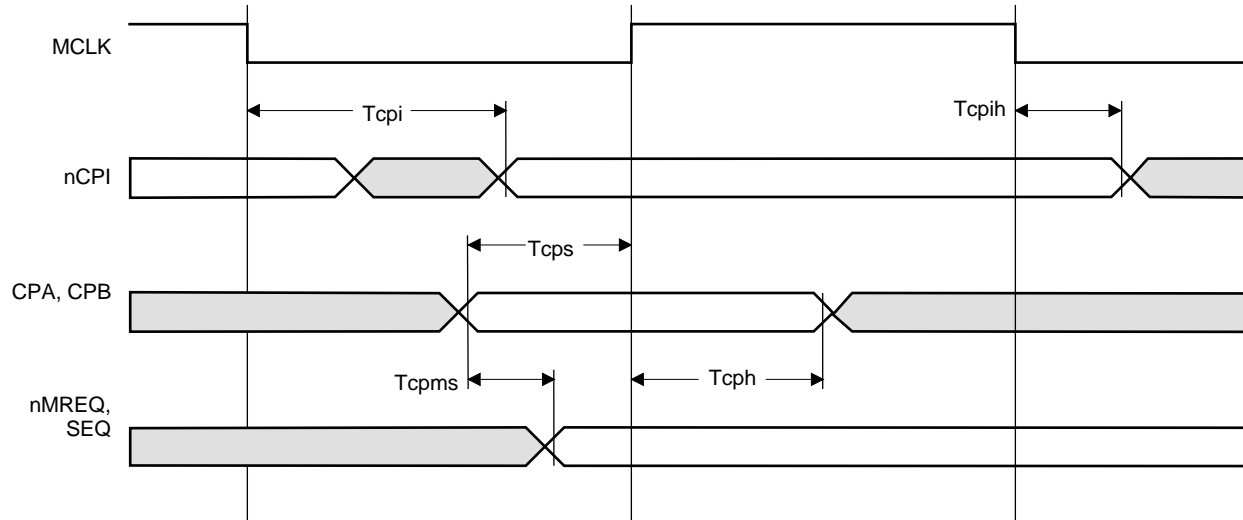 MCLK
Tcpi
Tcpih
nCPI
Tcps
CPA, CPB
Tcpms
Tcph
nMREQ,
SEQ